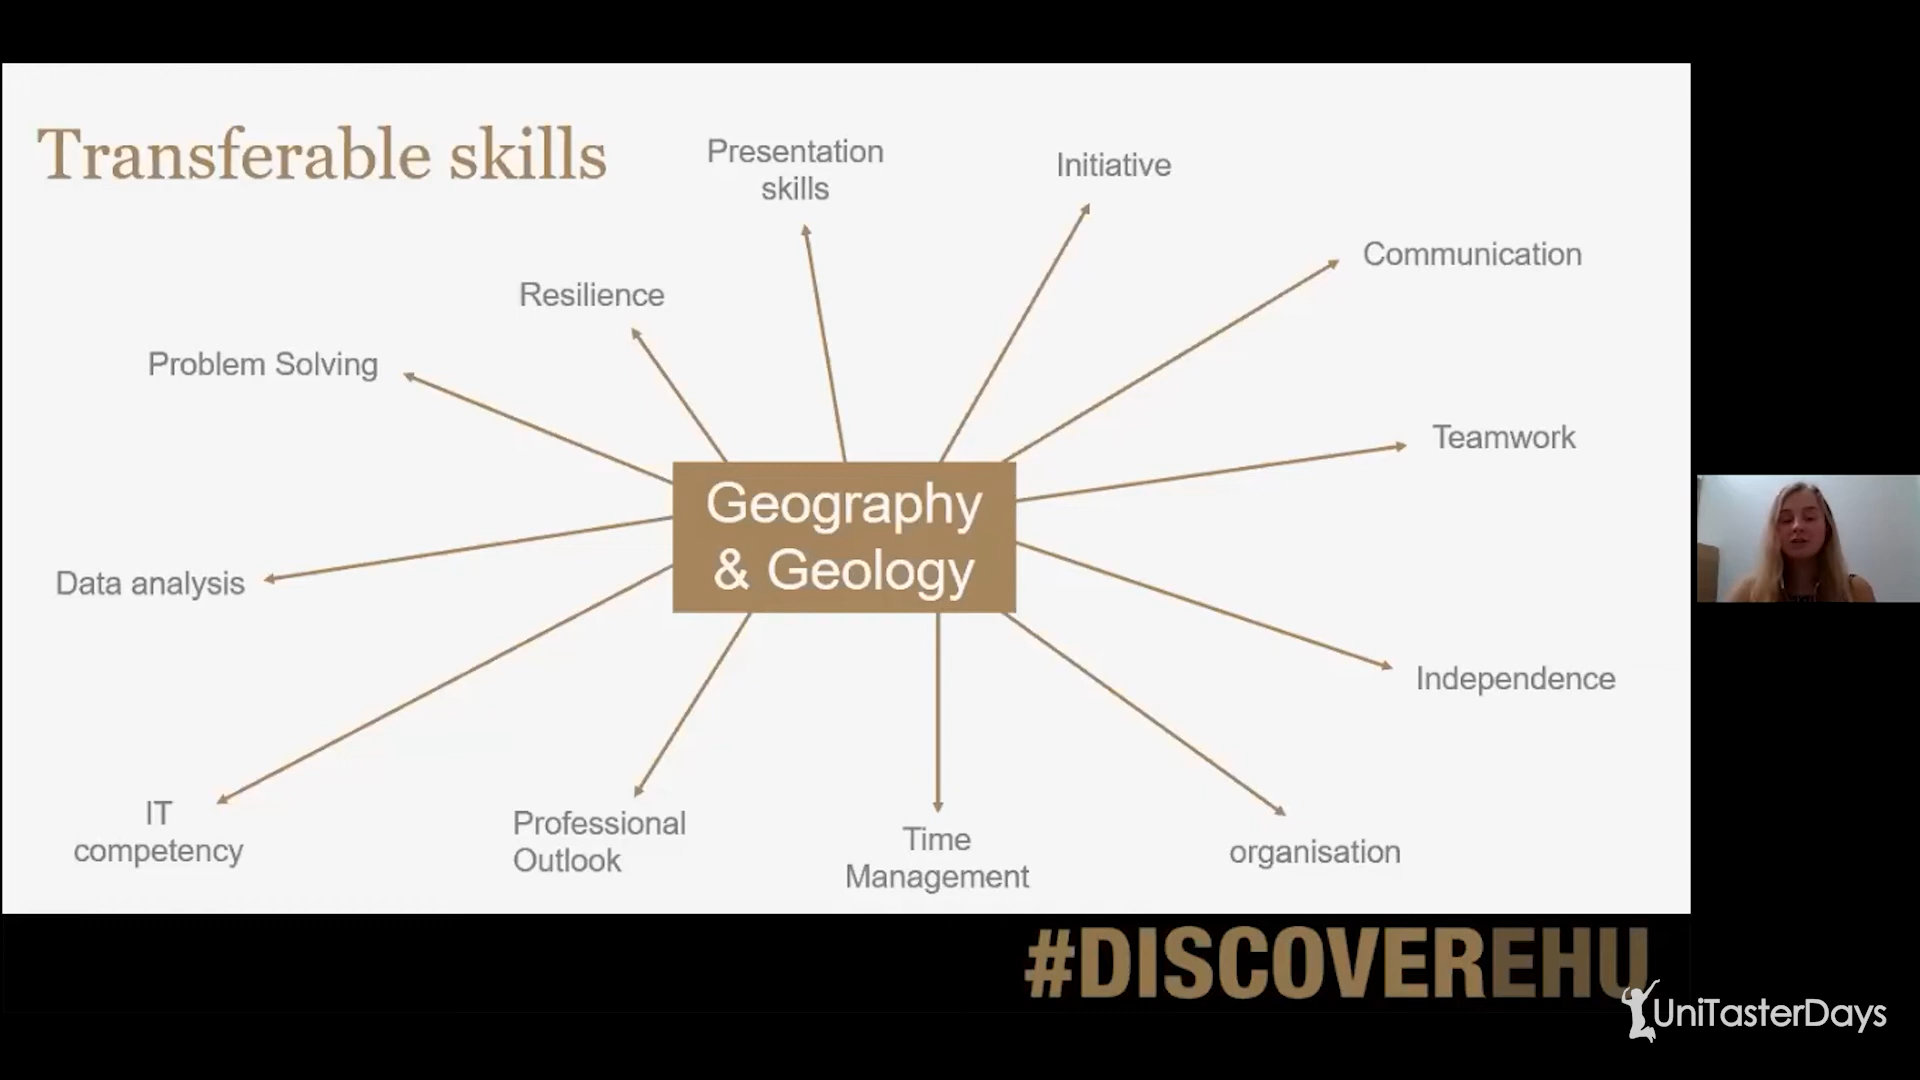 Transferable skills
Presentation
skills
Initiative
Communication
Resilience
Problem Solving
Teamwork
Geography
& Geology
Data analysis
Independence
IT
competency
Professional
Outlook
Time
Management
organisation
#DISCOVEREHU
UniTasterDays